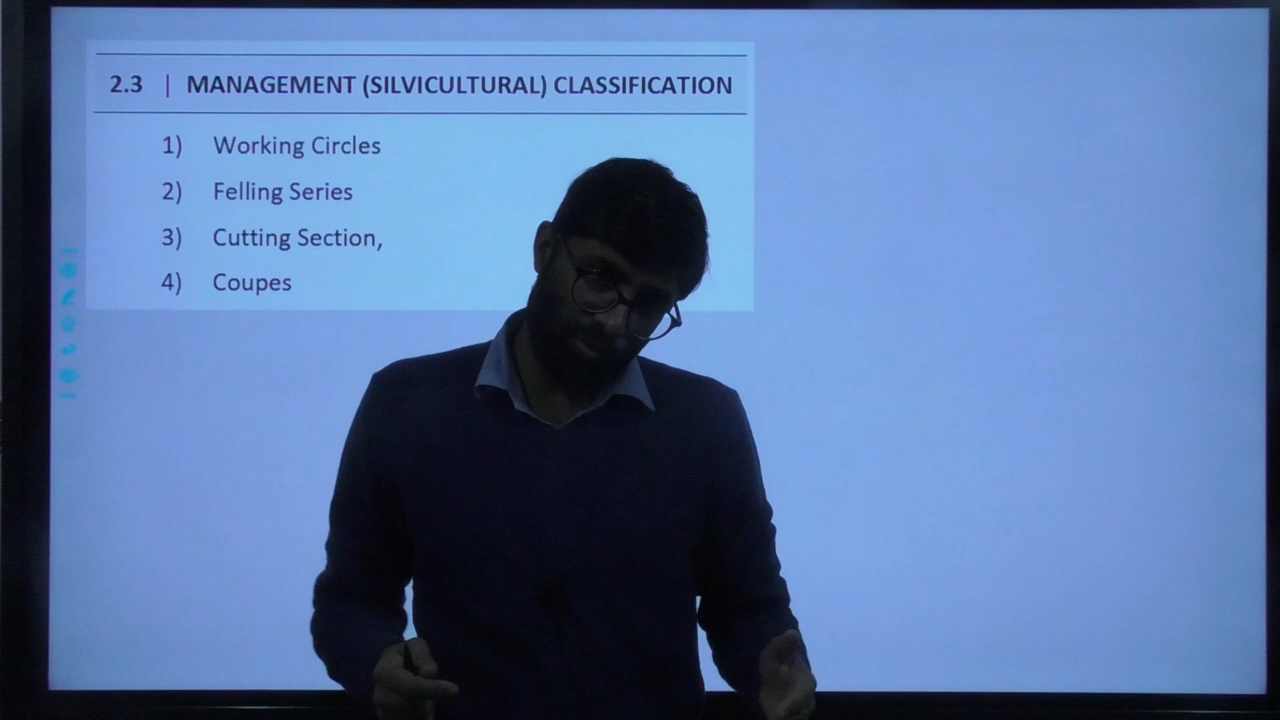 2.3 | MANAGEMENT (SILVICULTURAL) CLASSIFICATION
1) Working Circles
2) Felling Series
3) Cutting Section,
4) Coupes